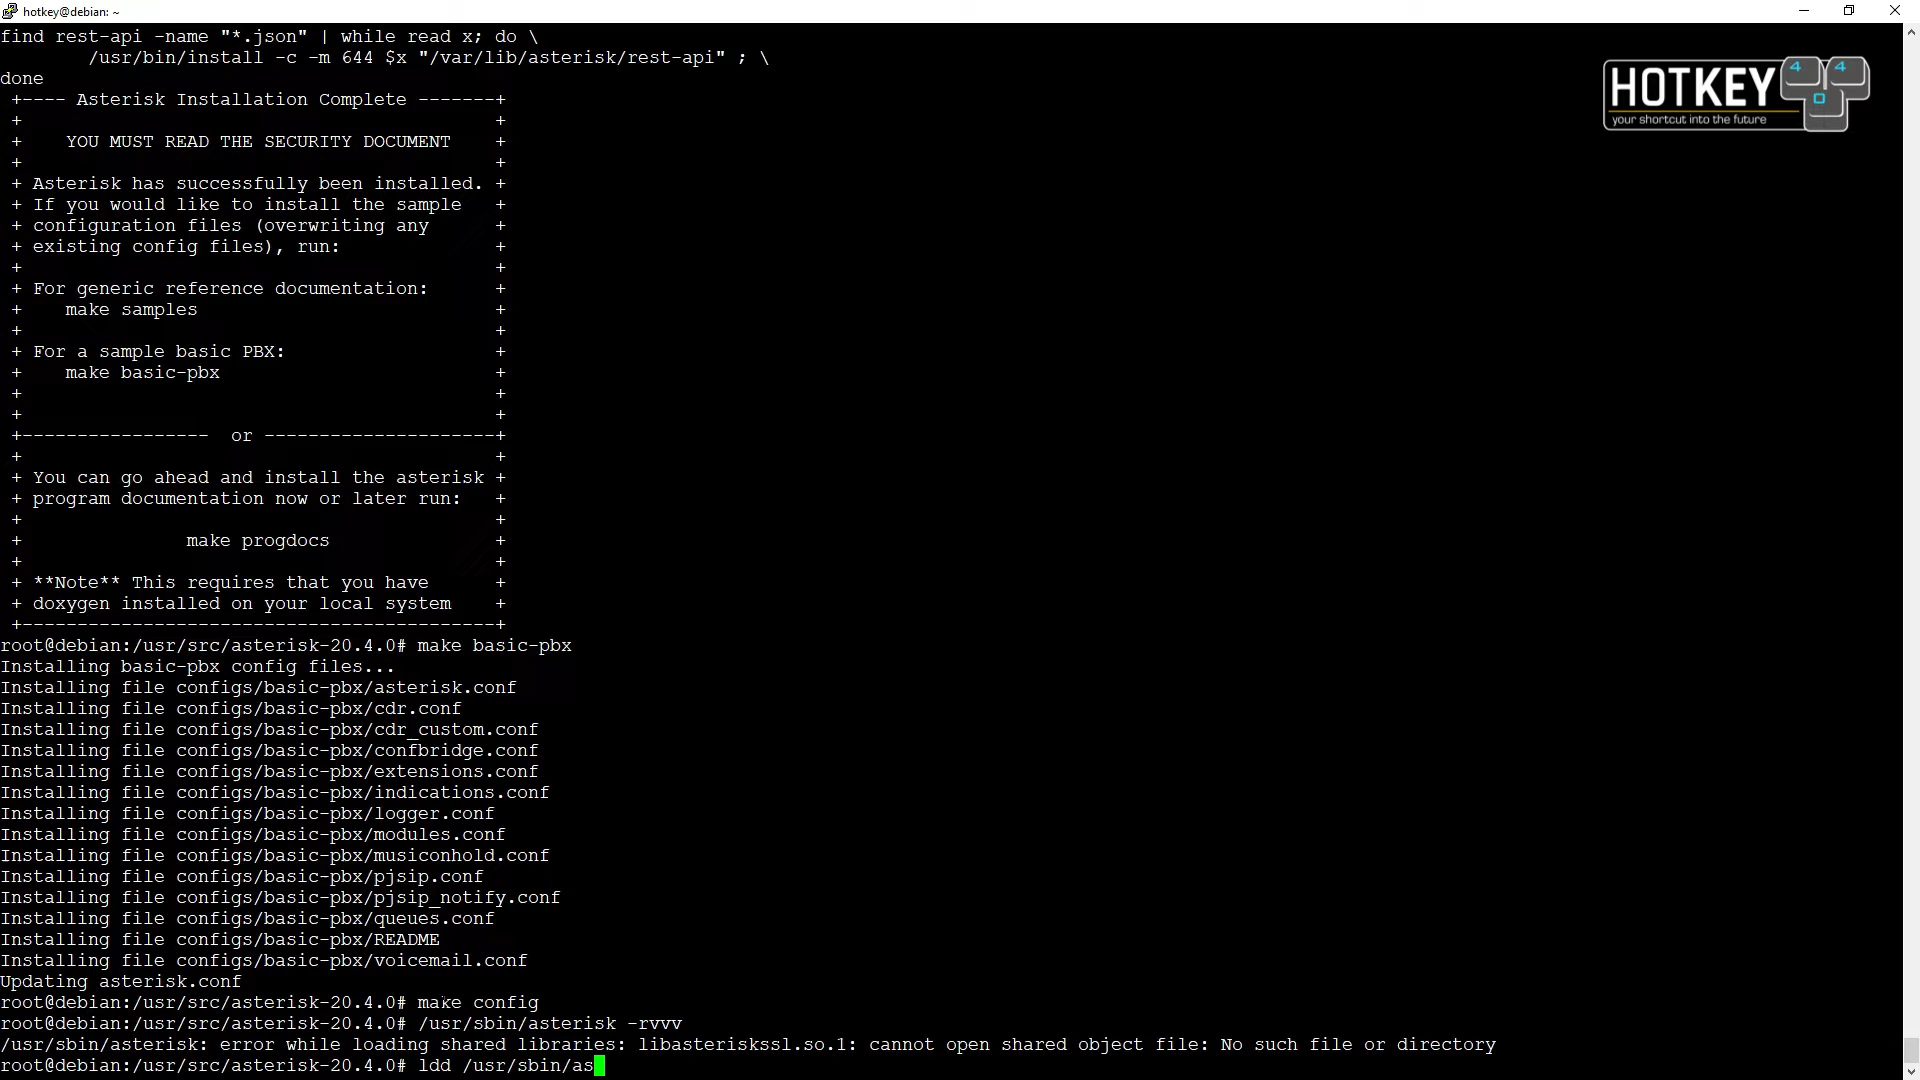 hotkey@debian: ~
find rest-api -name "*.json" | while read x; do \
/usr/bin/install -c -m 644 $x "/var/lib/asterisk/rest-api" ; \
done
+---- Asterisk Installation Complete -------+
+ +
+ YOU MUST READ THE SECURITY DOCUMENT +
+ +
+ Asterisk has successfully been installed. +
+ If you would like to install the sample +
+ configuration files (overwriting any +
+ existing config files), run: +
+ +
+ For generic reference documentation: +
+ make samples +
+ +
+ For a sample basic PBX: +
+ make basic-pbx +
+ +
+ +
+----------------- or ---------------------+
+ +
+ You can go ahead and install the asterisk +
+ program documentation now or later run: +
+ +
+ make progdocs +
+ +
+ **Note** This requires that you have +
+ doxygen installed on your local system +
+-------------------------------------------+
root@debian:/usr/src/asterisk-20.4.0# make basic-pbx
Installing basic-pbx config files...
Installing file configs/basic-pbx/asterisk.conf
Installing file configs/basic-pbx/cdr.conf
Installing file configs/basic-pbx/cdr_custom.conf
Installing file configs/basic-pbx/confbridge.conf
Installing file configs/basic-pbx/extensions.conf
Installing file configs/basic-pbx/indications.conf
Installing file configs/basic-pbx/logger.conf
Installing file configs/basic-pbx/modules.conf
Installing file configs/basic-pbx/musiconhold.conf
Installing file configs/basic-pbx/pjsip.conf
Installing file configs/basic-pbx/pjsip_notify.conf
Installing file configs/basic-pbx/queues.conf
Installing file configs/basic-pbx/README
Installing file configs/basic-pbx/voicemail.conf
Updating asterisk.conf
root@debian:/usr/src/asterisk-20.4.0# make config
root@debian:/usr/src/asterisk-20.4.0# /usr/sbin/asterisk -rvvv
/usr/sbin/asterisk: error while loading shared libraries: libasteriskssl.so.1: cannot open shared object file: No such file or directory
root@debian:/usr/src/asterisk-20.4.0# ldd /usr/sbin/as
HOTKEY 4 4 0
your shortcut into the future